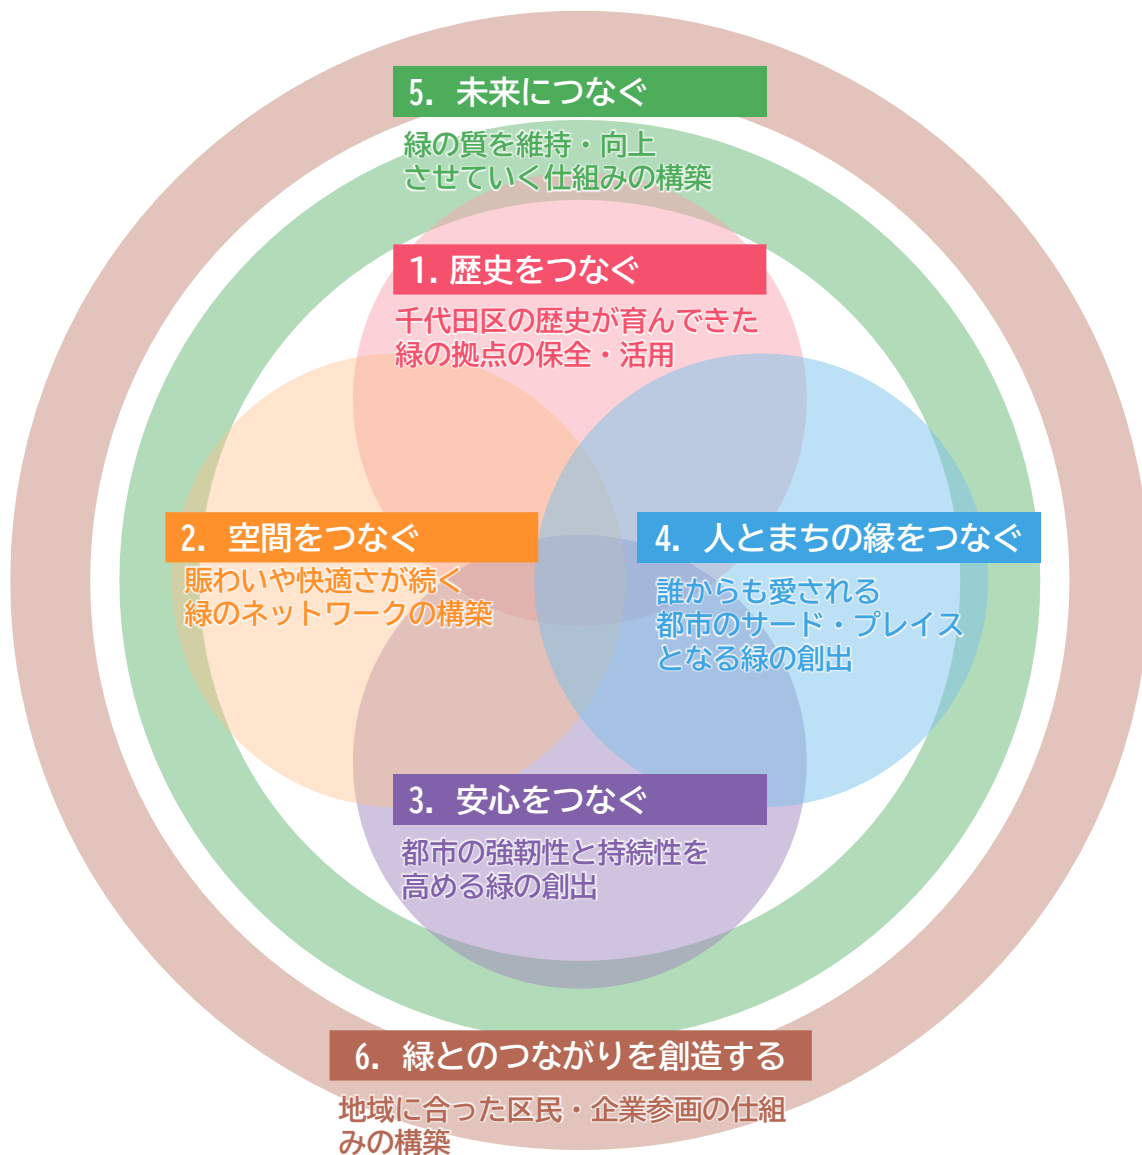 5. 未来につなぐ
緑の質を維持・向上
させていく仕組みの構築
1. 歴史をつなぐ
千代田区の歴史が育んできた
緑の拠点の保全・活用
2. 空間をつなぐ
賑わいや快適さが続く
緑のネットワークの構築
4. 人とまちの縁をつなぐ
誰からも愛される
都市のサード・プレイス
となる緑の創出
3. 安心をつなぐ
都市の強靭性と持続性を
高める緑の創出
6. 緑とのつながりを創造する
地域に合った区民・企業参画の仕組
みの構築